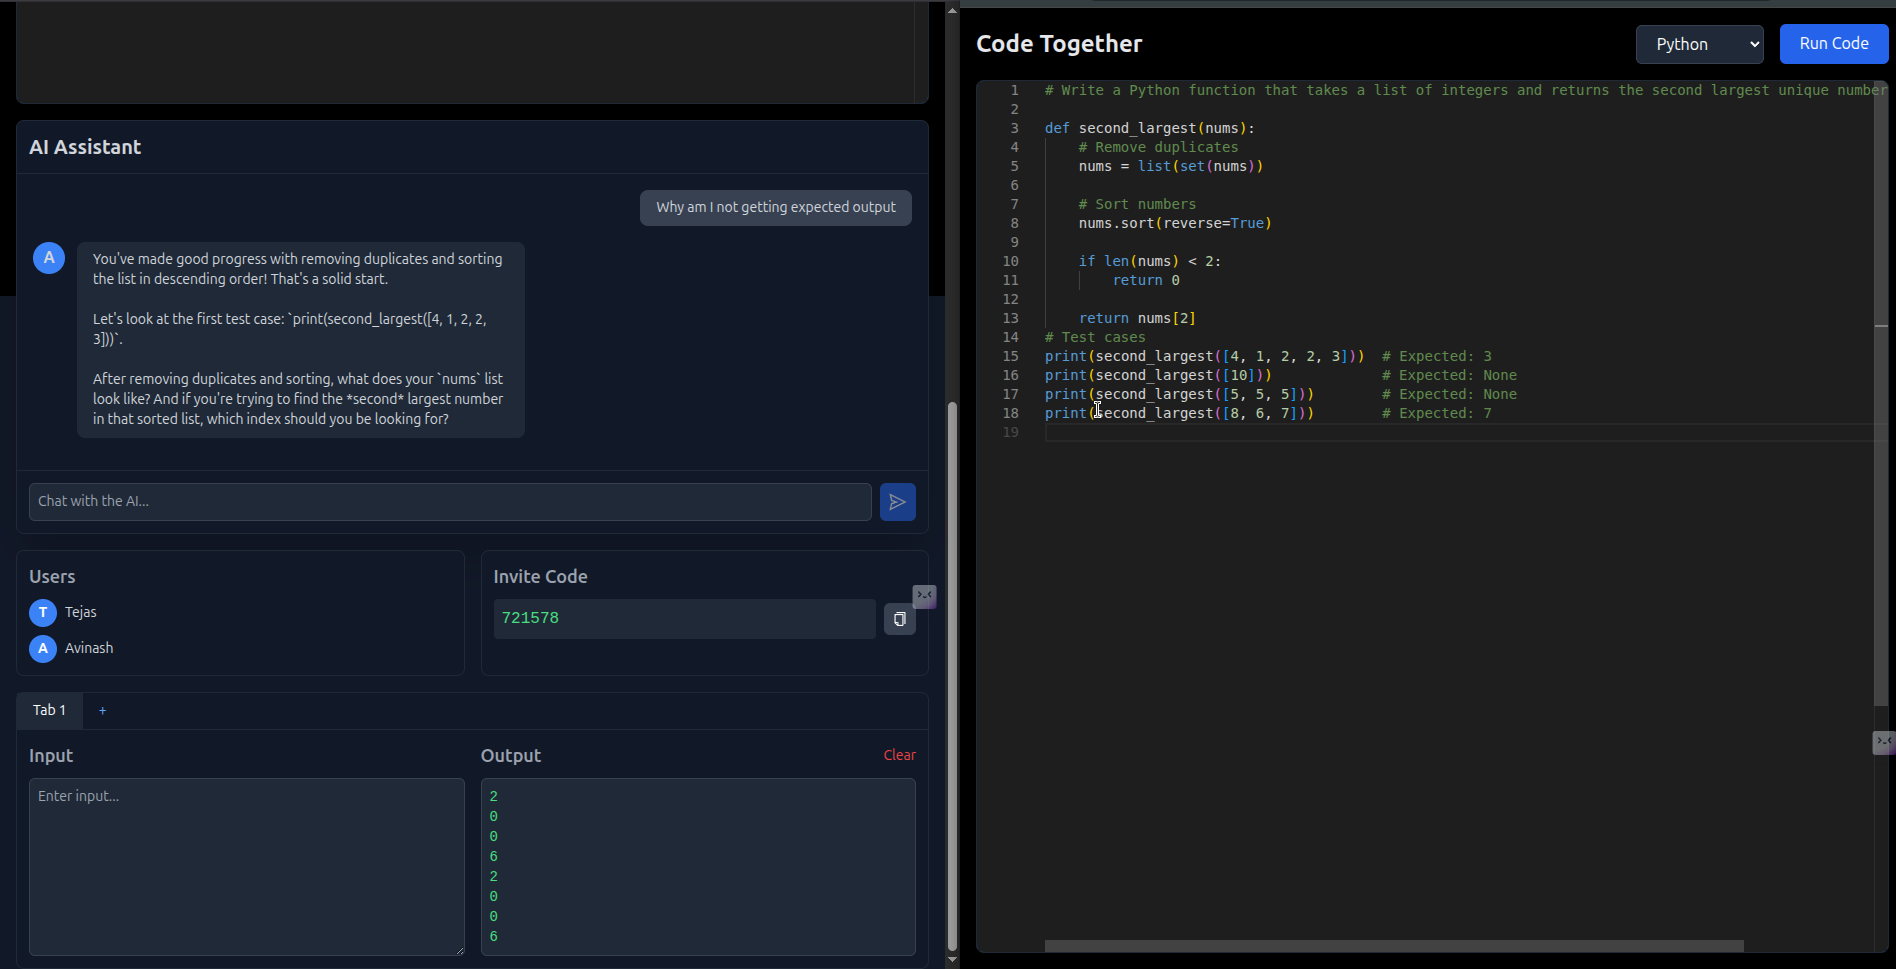 AI Assistant
Why am I not getting expected output
A
You've made good progress with removing duplicates and sorting
the list in descending order! That's a solid start.
Let's look at the first test case: `print(second_largest([4, 1, 2, 2,
3]))`.
After removing duplicates and sorting, what does your `nums` list
look like? And if you're trying to find the *second* largest number
in that sorted list, which index should you be looking for?
Chat with the AI...
Users
T Tejas
A Avinash
Invite Code
721578
Tab 1 +
Input
Enter input...
Output
Clear
2
0
0
6
2
0
0
6
Code Together
Python
Run Code
1 # Write a Python function that takes a list of integers and returns the second largest unique number
2
3 def second_largest(nums):
4     # Remove duplicates
5     nums = list(set(nums))
6
7     # Sort numbers
8     nums.sort(reverse=True)
9
10     if len(nums) < 2:
11         return 0
12
13     return nums[2]
14 # Test cases
15 print(second_largest([4, 1, 2, 2, 3]))  # Expected: 3
16 print(second_largest([10]))             # Expected: None
17 print(second_largest([5, 5, 5]))        # Expected: None
18 print(second_largest([8, 6, 7]))        # Expected: 7
19